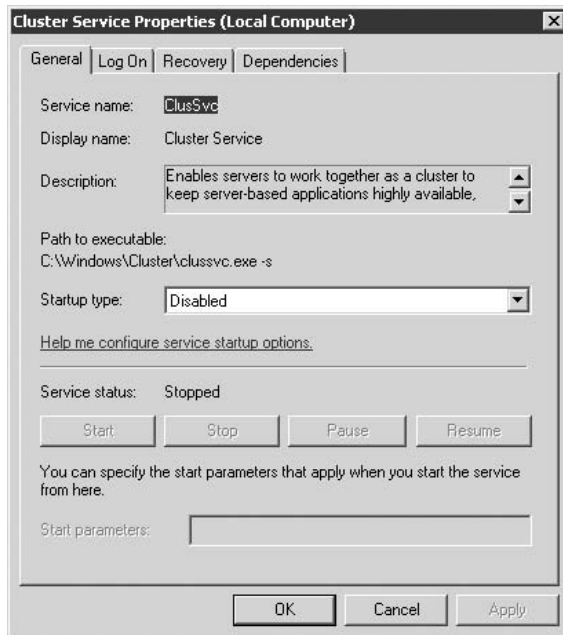 Cluster Service Properties (Local Computer)
General Log On Recovery Dependencies
Service name: ClusSvc
Display name: Cluster Service
Description: Enables servers to work together as a cluster to
keep server-based applications highly available,
Path to executable:
C:\Windows\Cluster\clussvc.exe -s
Startup type: Disabled
Help me configure service startup options.
Service status: Stopped
Start Stop Pause Resume
You can specify the start parameters that apply when you start the service
from here.
Start parameters:
OK Cancel Apply